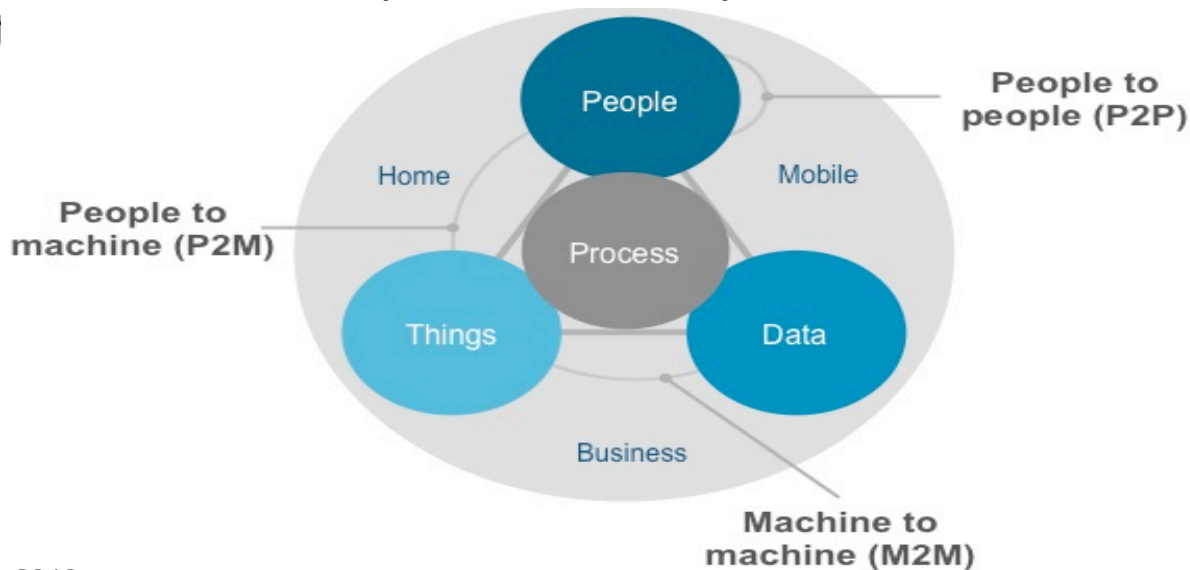 People
People to
people (P2P)
Home
Mobile
People to
machine (P2M)
Process
Things
Data
Business
Machine to
machine (M2M)